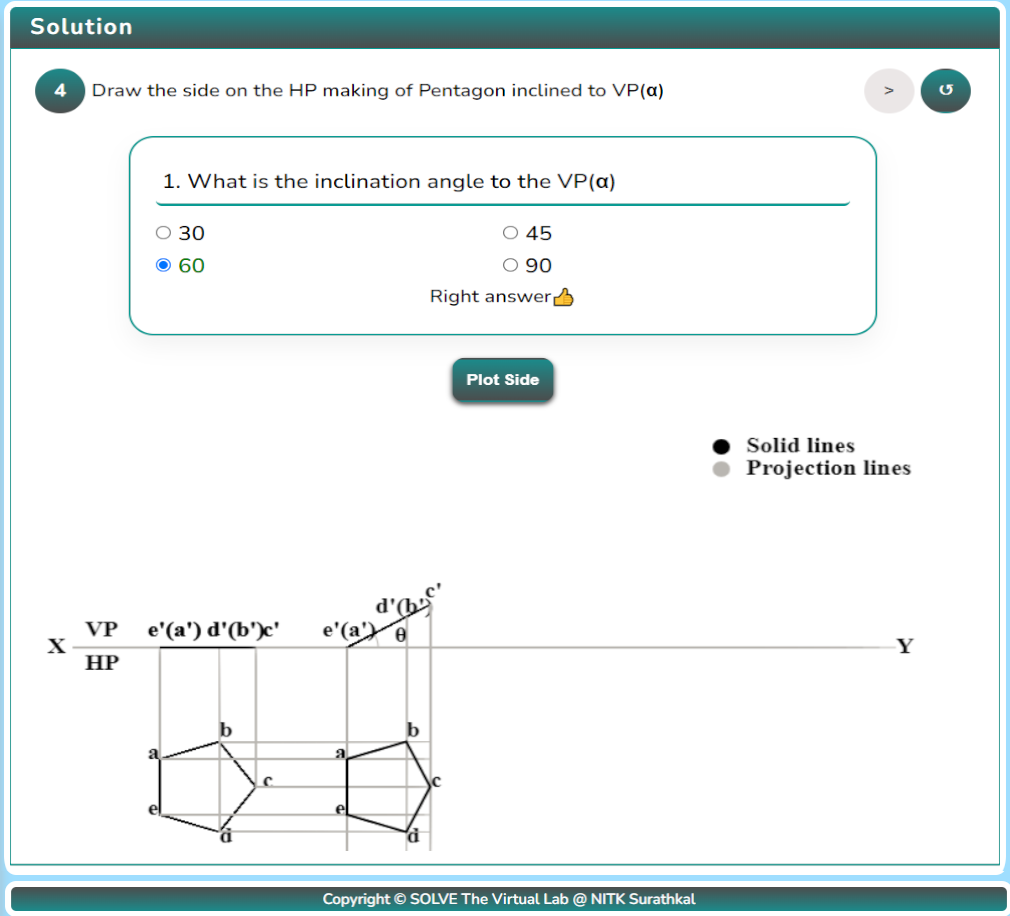 Solution
4 Draw the side on the HP making of Pentagon inclined to VP(α)
> ↺
1. What is the inclination angle to the VP(α)
30 45
60 90
Right answer👍
Plot Side
Solid lines
Projection lines
c'
d'(b')
VP e'(a') d'(b')c' e'(a') θ
X Y
HP
b b
a a
c c
e e
d d
Copyright © SOLVE The Virtual Lab @ NITK Surathkal